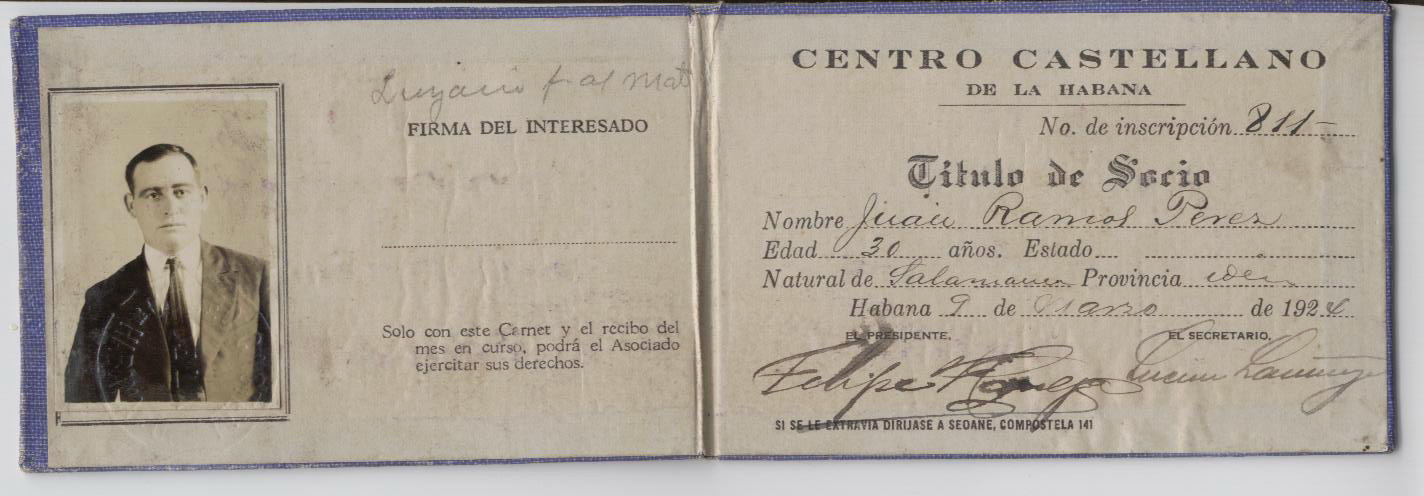 FIRMA DEL INTERESADO
Solo con este Carnet y el recibo del
mes en curso, podrá el Asociado
ejercitar sus derechos.
CENTRO CASTELLANO
DE LA HABANA
No. de inscripción 811-
Título de Socio
Nombre Juan Ramos Perez
Edad 30 años. Estado
Natural de Salamanca Provincia idem
Habana 9 de Marzo de 192
EL PRESIDENTE, EL SECRETARIO,
Felipe
SI SE LE EXTRAVIA DIRIJASE A SEOANE, COMPOSTELA 141